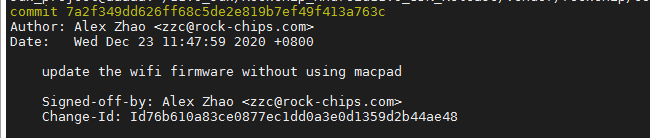 commit 7a2f349dd626ff68c5de2e819b7ef49f413a763c
Author: Alex Zhao <zzc@rock-chips.com>
Date:   Wed Dec 23 11:47:59 2020 +0800
update the wifi firmware without using macpad
Signed-off-by: Alex Zhao <zzc@rock-chips.com>
Change-Id: Id76b610a83ce0877ec1dd0a3e0d1359d2b44ae48